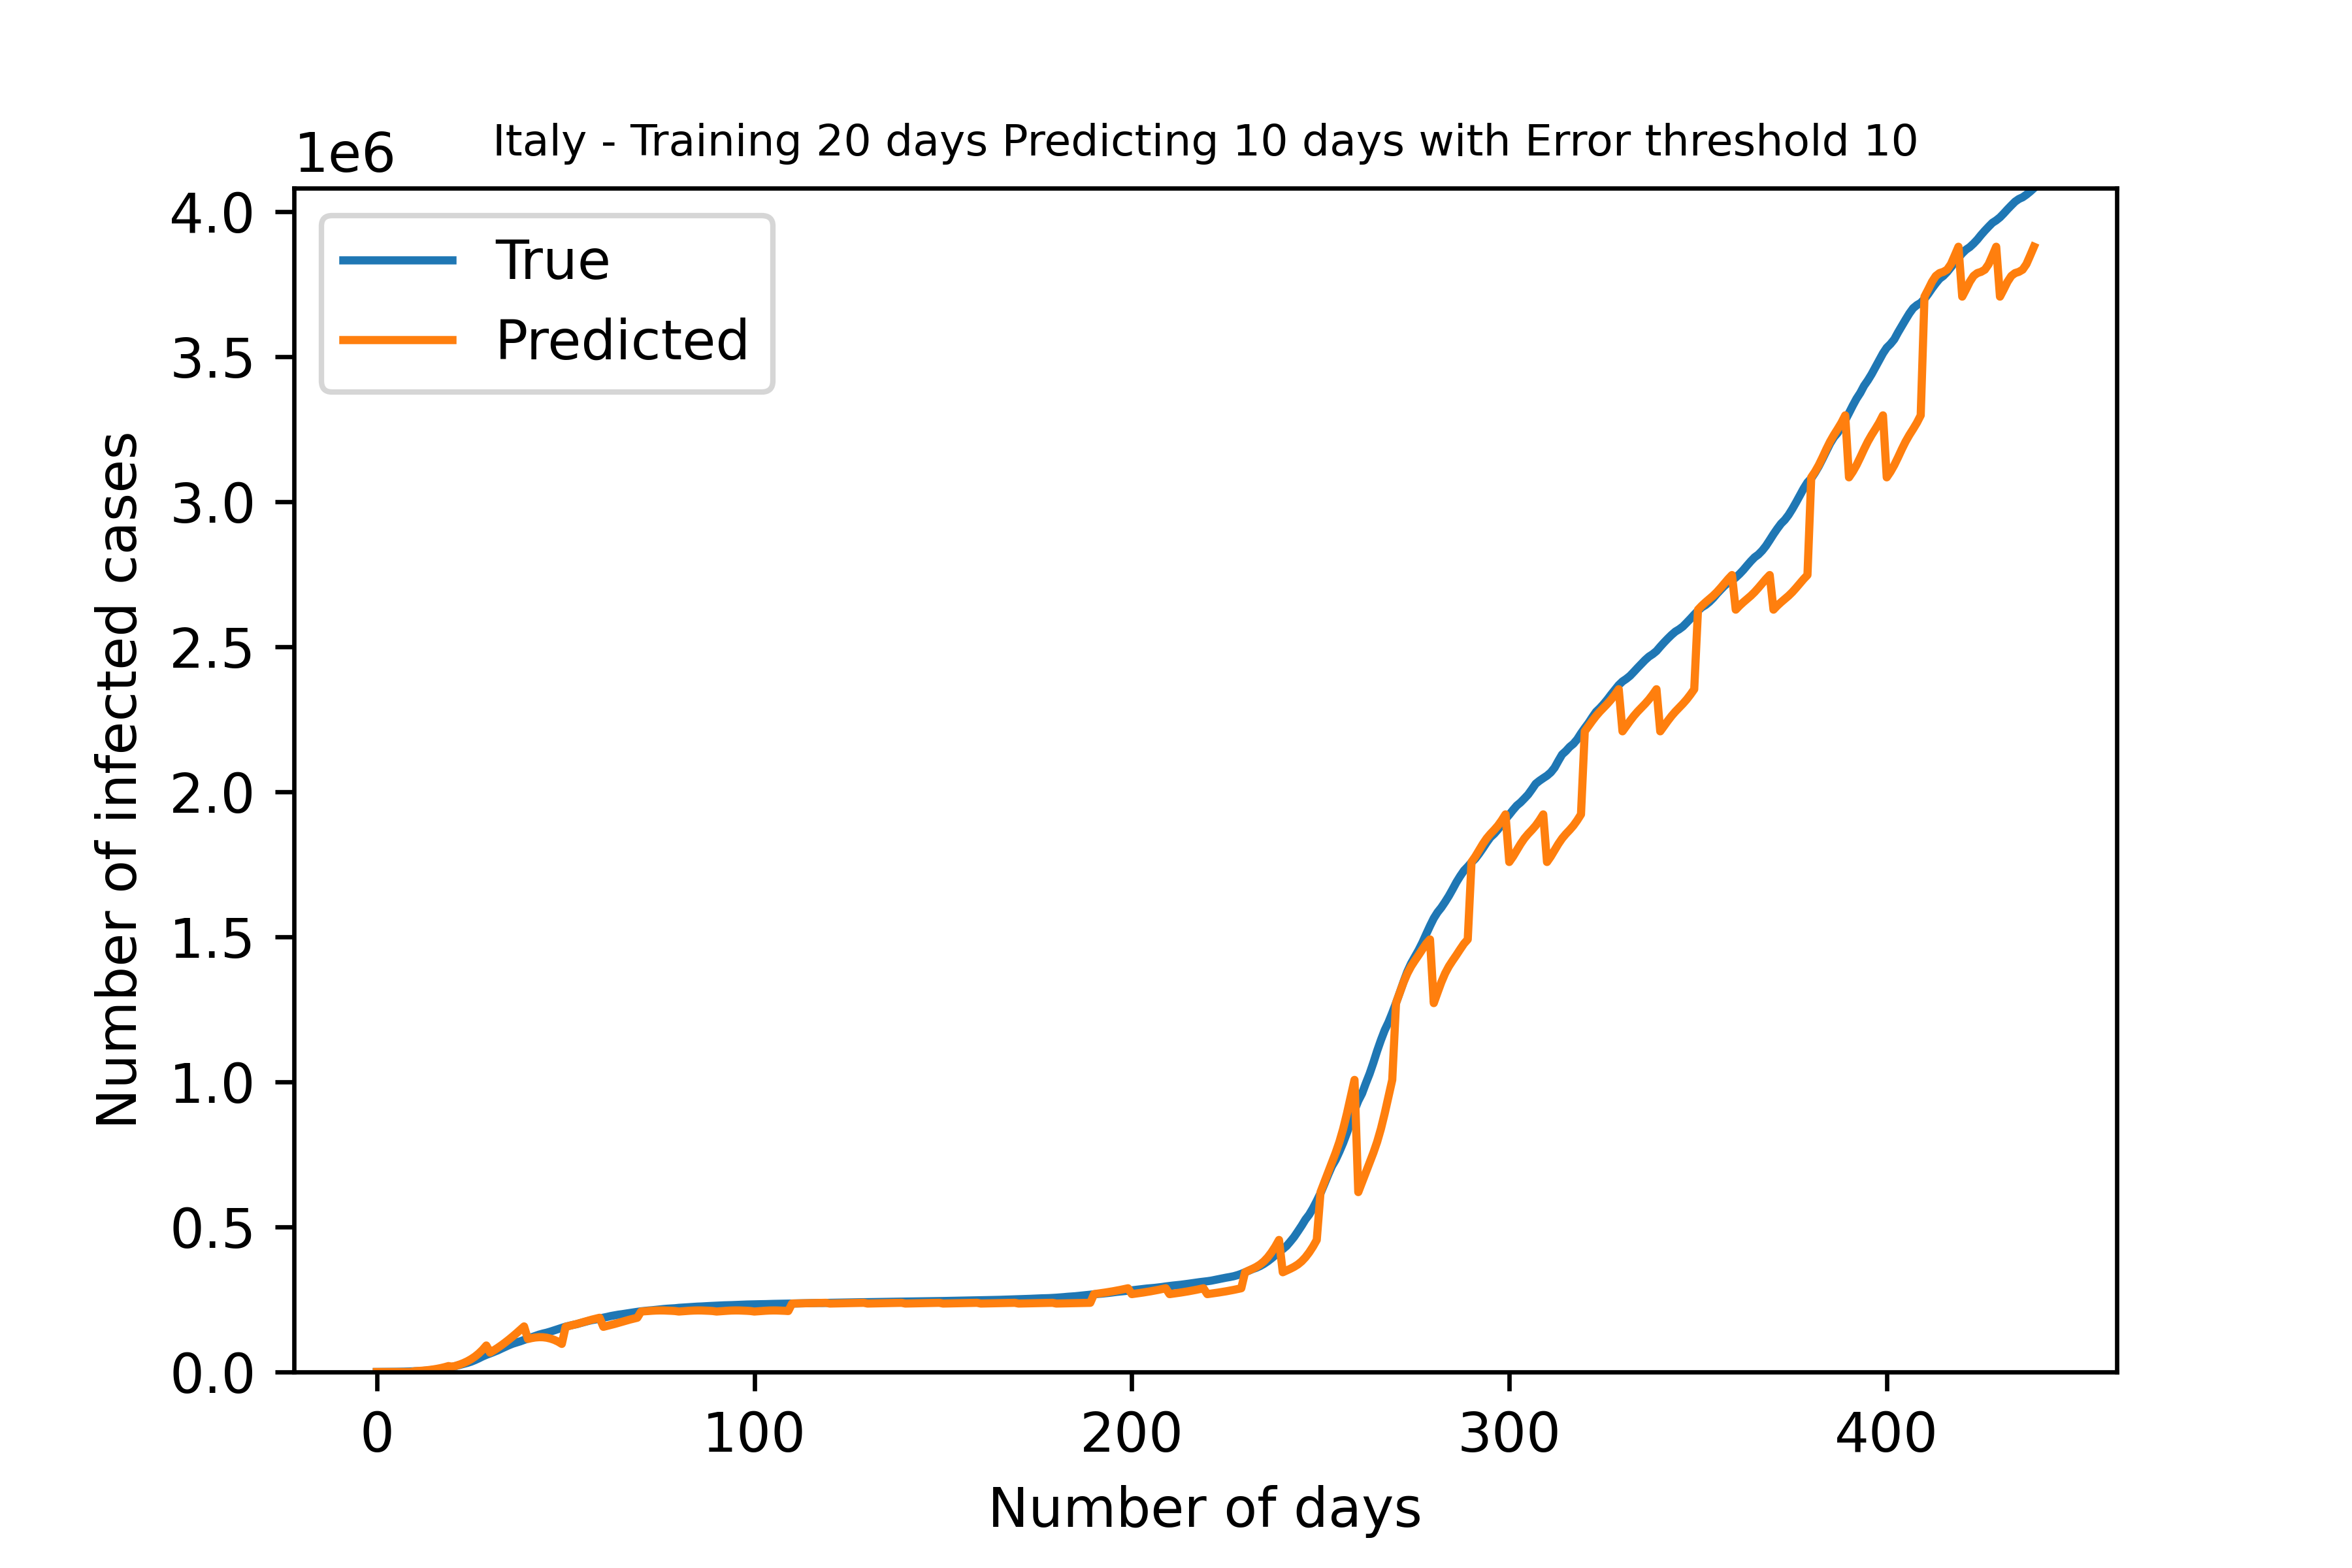 Italy - Training 20 days Predicting 10 days with Error threshold 10
1e6
True
Predicted
4.0
3.5
3.0
2.5
2.0
1.5
1.0
0.5
0.0
Number of infected cases
0 100 200 300 400
Number of days